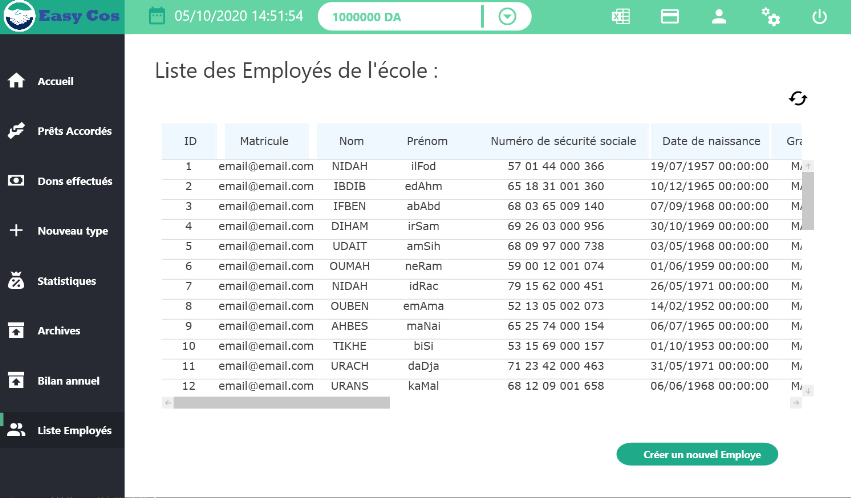 Easy Cos
05/10/2020 14:51:54
1000000 DA
Accueil
Prêts Accordés
Dons effectués
Nouveau type
Statistiques
Archives
Bilan annuel
Liste Employés
Liste des Employés de l'école :
ID Matricule Nom Prénom Numéro de sécurité sociale Date de naissance Gra
1 email@email.com NIDAH ilFod 57 01 44 000 366 19/07/1957 00:00:00 MA
2 email@email.com IBDIB edAhm 65 18 31 001 360 10/12/1965 00:00:00 MA
3 email@email.com IFBEN abAbd 68 03 65 009 140 07/09/1968 00:00:00 MA
4 email@email.com DIHAM irSam 69 26 03 000 956 30/10/1969 00:00:00 MA
5 email@email.com UDAIT amSih 68 09 97 000 738 03/05/1968 00:00:00 MA
6 email@email.com OUMAH neRam 59 00 12 001 074 01/06/1959 00:00:00 MA
7 email@email.com NIDAH idRac 79 15 62 000 451 26/05/1971 00:00:00 MA
8 email@email.com OUBEN emAma 52 13 05 002 073 14/02/1952 00:00:00 MA
9 email@email.com AHBES maNai 65 25 74 000 154 06/07/1965 00:00:00 MA
10 email@email.com TIKHE biSi 53 15 69 000 157 01/10/1953 00:00:00 MA
11 email@email.com URACH daDja 71 23 42 000 463 31/05/1971 00:00:00 MA
12 email@email.com URANS kaMal 68 12 09 001 658 06/06/1968 00:00:00 MA
Créer un nouvel Employe